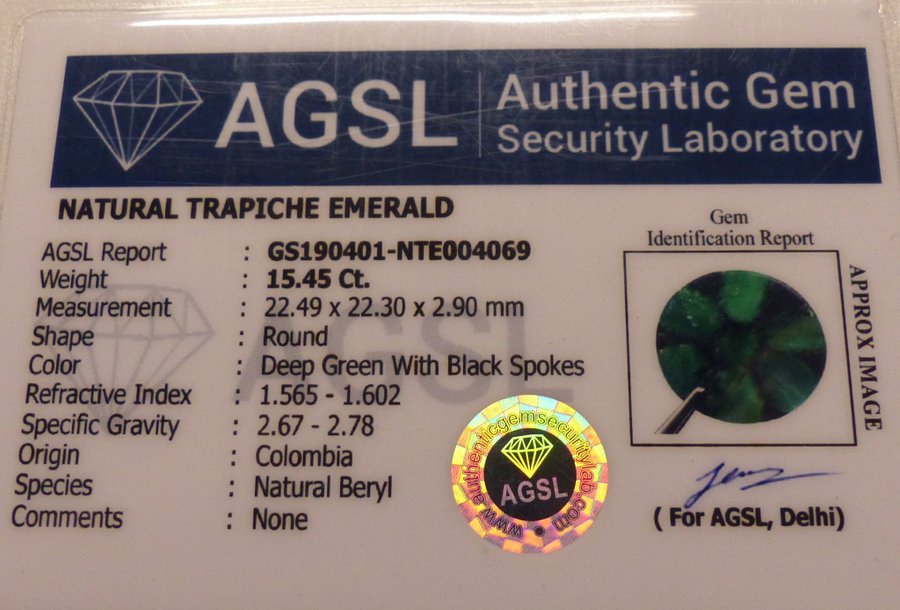 AGSL
Authentic Gem
Security Laboratory
NATURAL TRAPICHE EMERALD
AGSL Report : GS190401-NTE004069
Weight : 15.45 Ct.
Measurement : 22.49 x 22.30 x 2.90 mm
Shape : Round
Color : Deep Green With Black Spokes
Refractive Index : 1.565 - 1.602
Specific Gravity : 2.67 - 2.78
Origin : Colombia
Species : Natural Beryl
Comments : None
Gem
Identification Report
APPROX IMAGE
AGSL
www.authenticgemsecuritylab.com
AGSL
( For AGSL, Delhi)